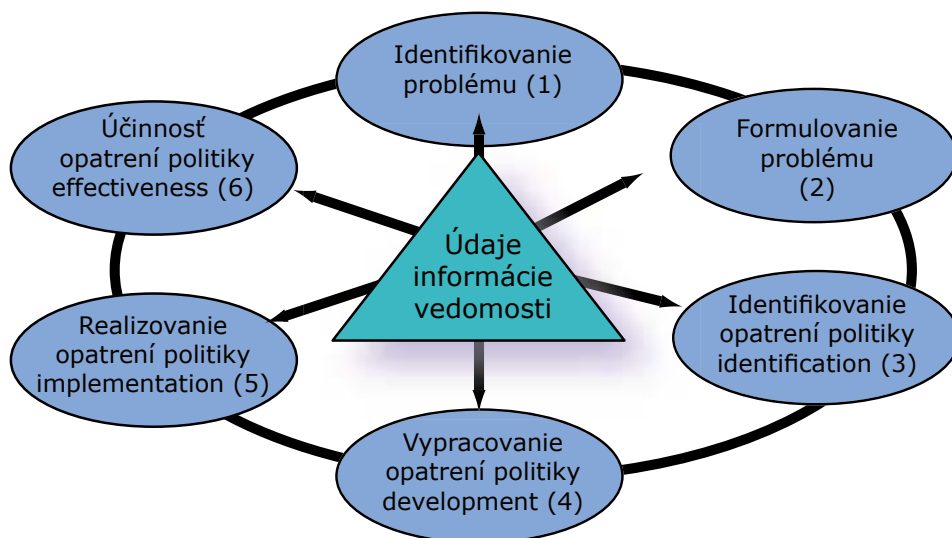 Identifikovanie
problému (1)
Formulovanie
problému
(2)
Identifikovanie
opatrení politiky
identification (3)
Vypracovanie
opatrení politiky
development (4)
Realizovanie
opatrení politiky
implementation (5)
Účinnosť
opatrení politiky
effectiveness (6)
Údaje
informácie
vedomosti